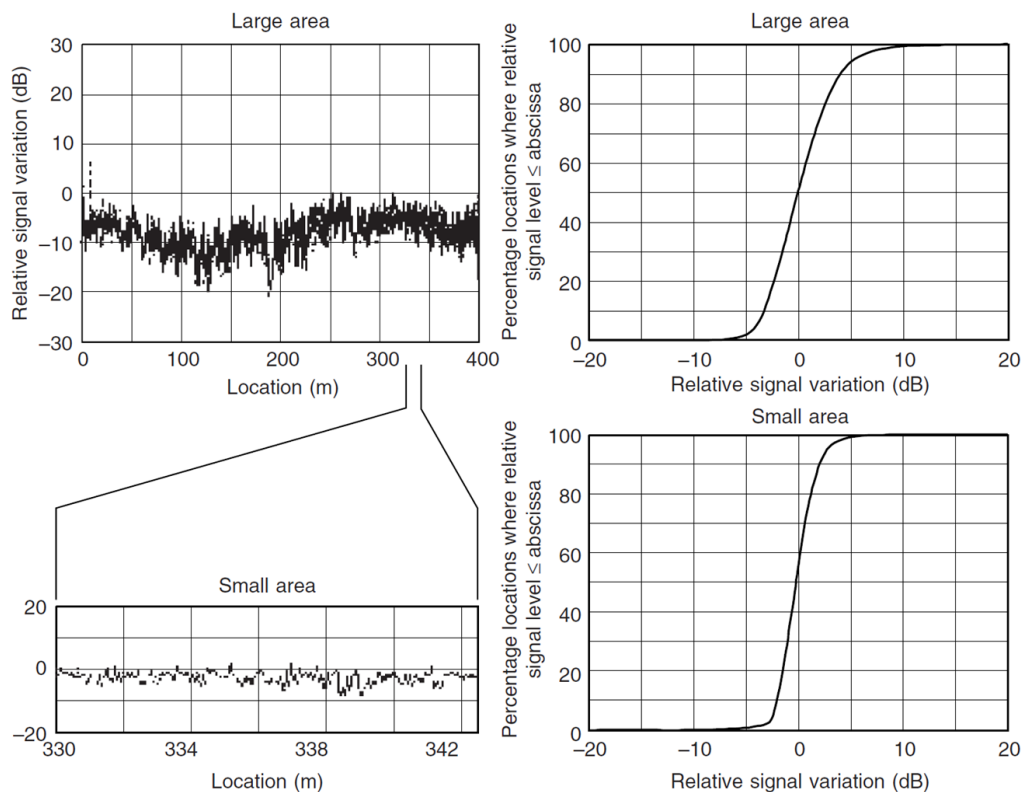 Large area
Relative signal variation (dB)
30
20
10
0
−10
−20
−30
0 100 200 300 400
Location (m)
Large area
Percentage locations where relative
signal level ≤ abscissa
100
80
60
40
20
0
−20 −10 0 10 20
Relative signal variation (dB)
Small area
20
0
−20
330 334 338 342
Location (m)
Small area
Percentage locations where relative
signal level ≤ abscissa
100
80
60
40
20
0
−20 −10 0 10 20
Relative signal variation (dB)